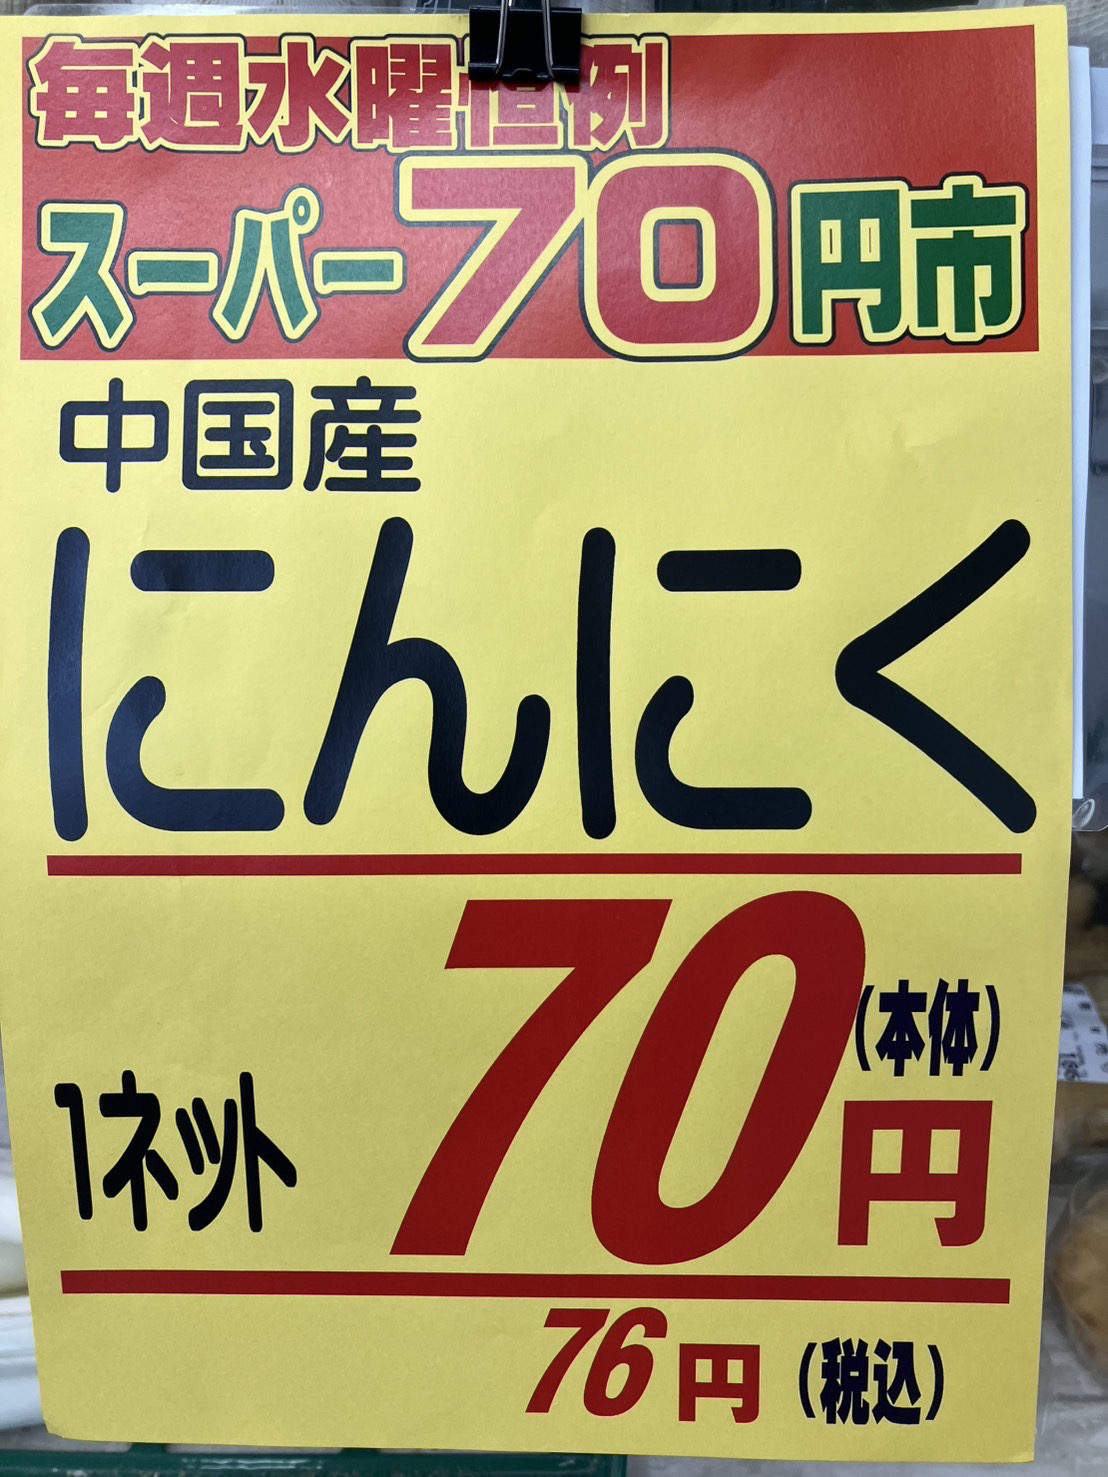 毎週水曜恒例
スーパー70円市
中国産
にんにく
1ネット
70円
(本体)
76円(税込)